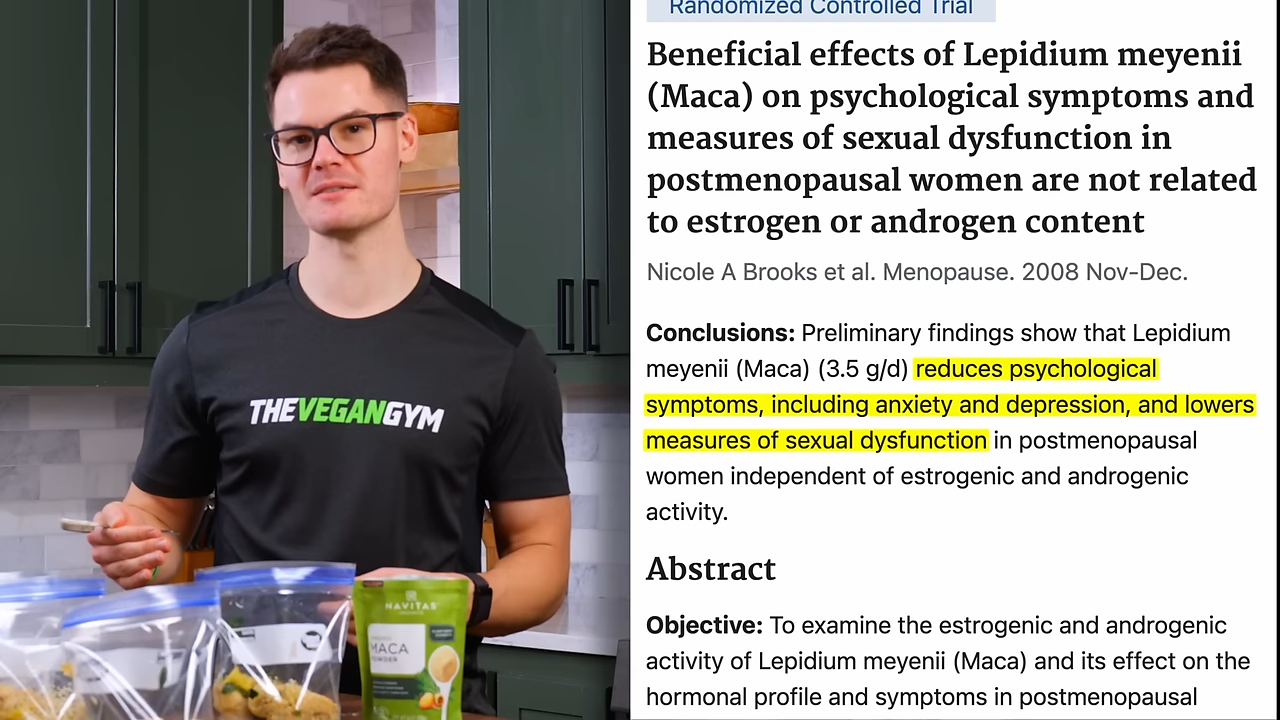 THEVEGANGYM
NAVITAS
MACA
Randomized Controlled Trial
Beneficial effects of Lepidium meyenii
(Maca) on psychological symptoms and
measures of sexual dysfunction in
postmenopausal women are not related
to estrogen or androgen content
Nicole A Brooks et al. Menopause. 2008 Nov-Dec.
Conclusions: Preliminary findings show that Lepidium
meyenii (Maca) (3.5 g/d) reduces psychological
symptoms, including anxiety and depression, and lowers
measures of sexual dysfunction in postmenopausal
women independent of estrogenic and androgenic
activity.
Abstract
Objective: To examine the estrogenic and androgenic
activity of Lepidium meyenii (Maca) and its effect on the
hormonal profile and symptoms in postmenopausal